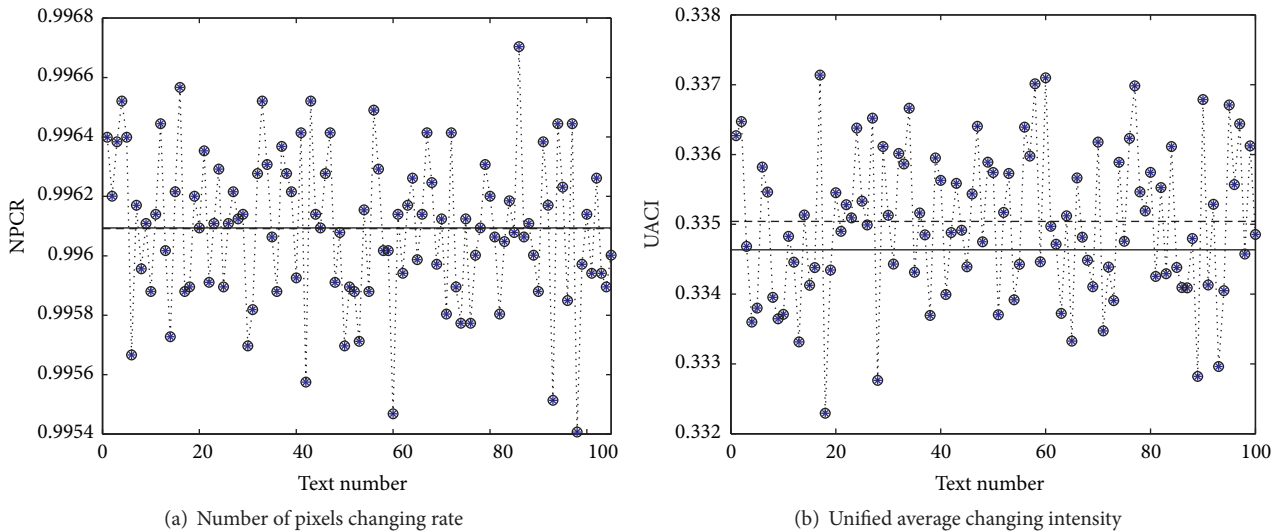 0.9968
0.9966
0.9964
0.9962
0.996
0.9958
0.9956
0.9954
NPCR
0 20 40 60 80 100
Text number
(a) Number of pixels changing rate
0.338
0.337
0.336
0.335
0.334
0.333
0.332
UACI
0 20 40 60 80 100
Text number
(b) Unified average changing intensity